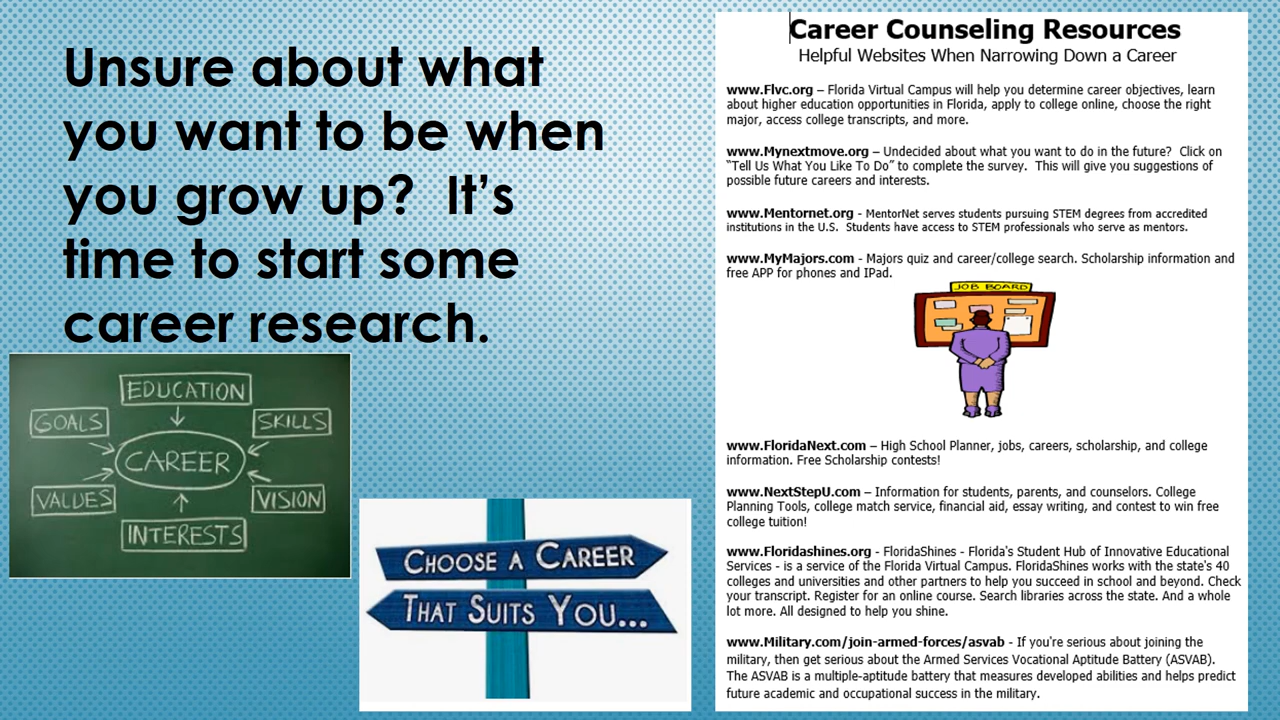 Unsure about what
you want to be when
you grow up?  It's
time to start some
career research.
EDUCATION
GOALS
SKILLS
CAREER
VALUES
VISION
INTERESTS
CHOOSE A CAREER
THAT SUITS YOU...
Career Counseling Resources
Helpful Websites When Narrowing Down a Career
www.Flvc.org – Florida Virtual Campus will help you determine career objectives, learn
about higher education opportunities in Florida, apply to college online, choose the right
major, access college transcripts, and more.
www.Mynextmove.org – Undecided about what you want to do in the future?  Click on
"Tell Us What You Like To Do" to complete the survey.  This will give you suggestions of
possible future careers and interests.
www.Mentornet.org - MentorNet serves students pursuing STEM degrees from accredited
institutions in the U.S.  Students have access to STEM professionals who serve as mentors.
www.MyMajors.com - Majors quiz and career/college search. Scholarship information and
free APP for phones and IPad.
JOB BOARD
www.FloridaNext.com – High School Planner, jobs, careers, scholarship, and college
information. Free Scholarship contests!
www.NextStepU.com – Information for students, parents, and counselors. College
Planning Tools, college match service, financial aid, essay writing, and contest to win free
college tuition!
www.Floridashines.org - FloridaShines - Florida's Student Hub of Innovative Educational
Services - is a service of the Florida Virtual Campus. FloridaShines works with the state's 40
colleges and universities and other partners to help you succeed in school and beyond. Check
your transcript. Register for an online course. Search libraries across the state. And a whole
lot more. All designed to help you shine.
www.Military.com/join-armed-forces/asvab - If you're serious about joining the
military, then get serious about the Armed Services Vocational Aptitude Battery (ASVAB).
The ASVAB is a multiple-aptitude battery that measures developed abilities and helps predict
future academic and occupational success in the military.